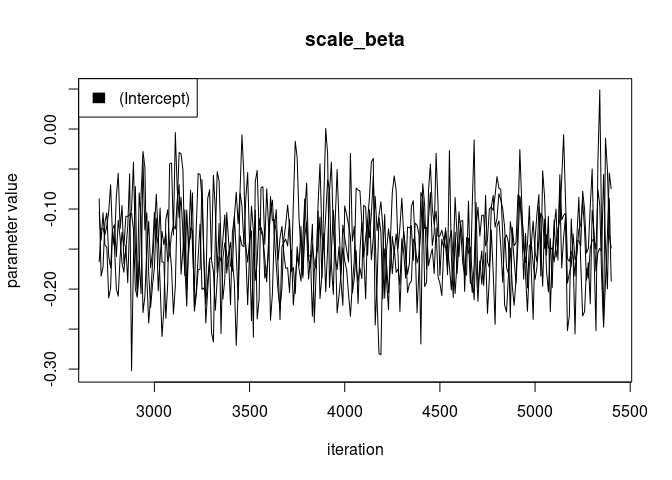 scale_beta
(Intercept)
0.00
-0.10
-0.20
-0.30
parameter value
3000 3500 4000 4500 5000 5500
iteration